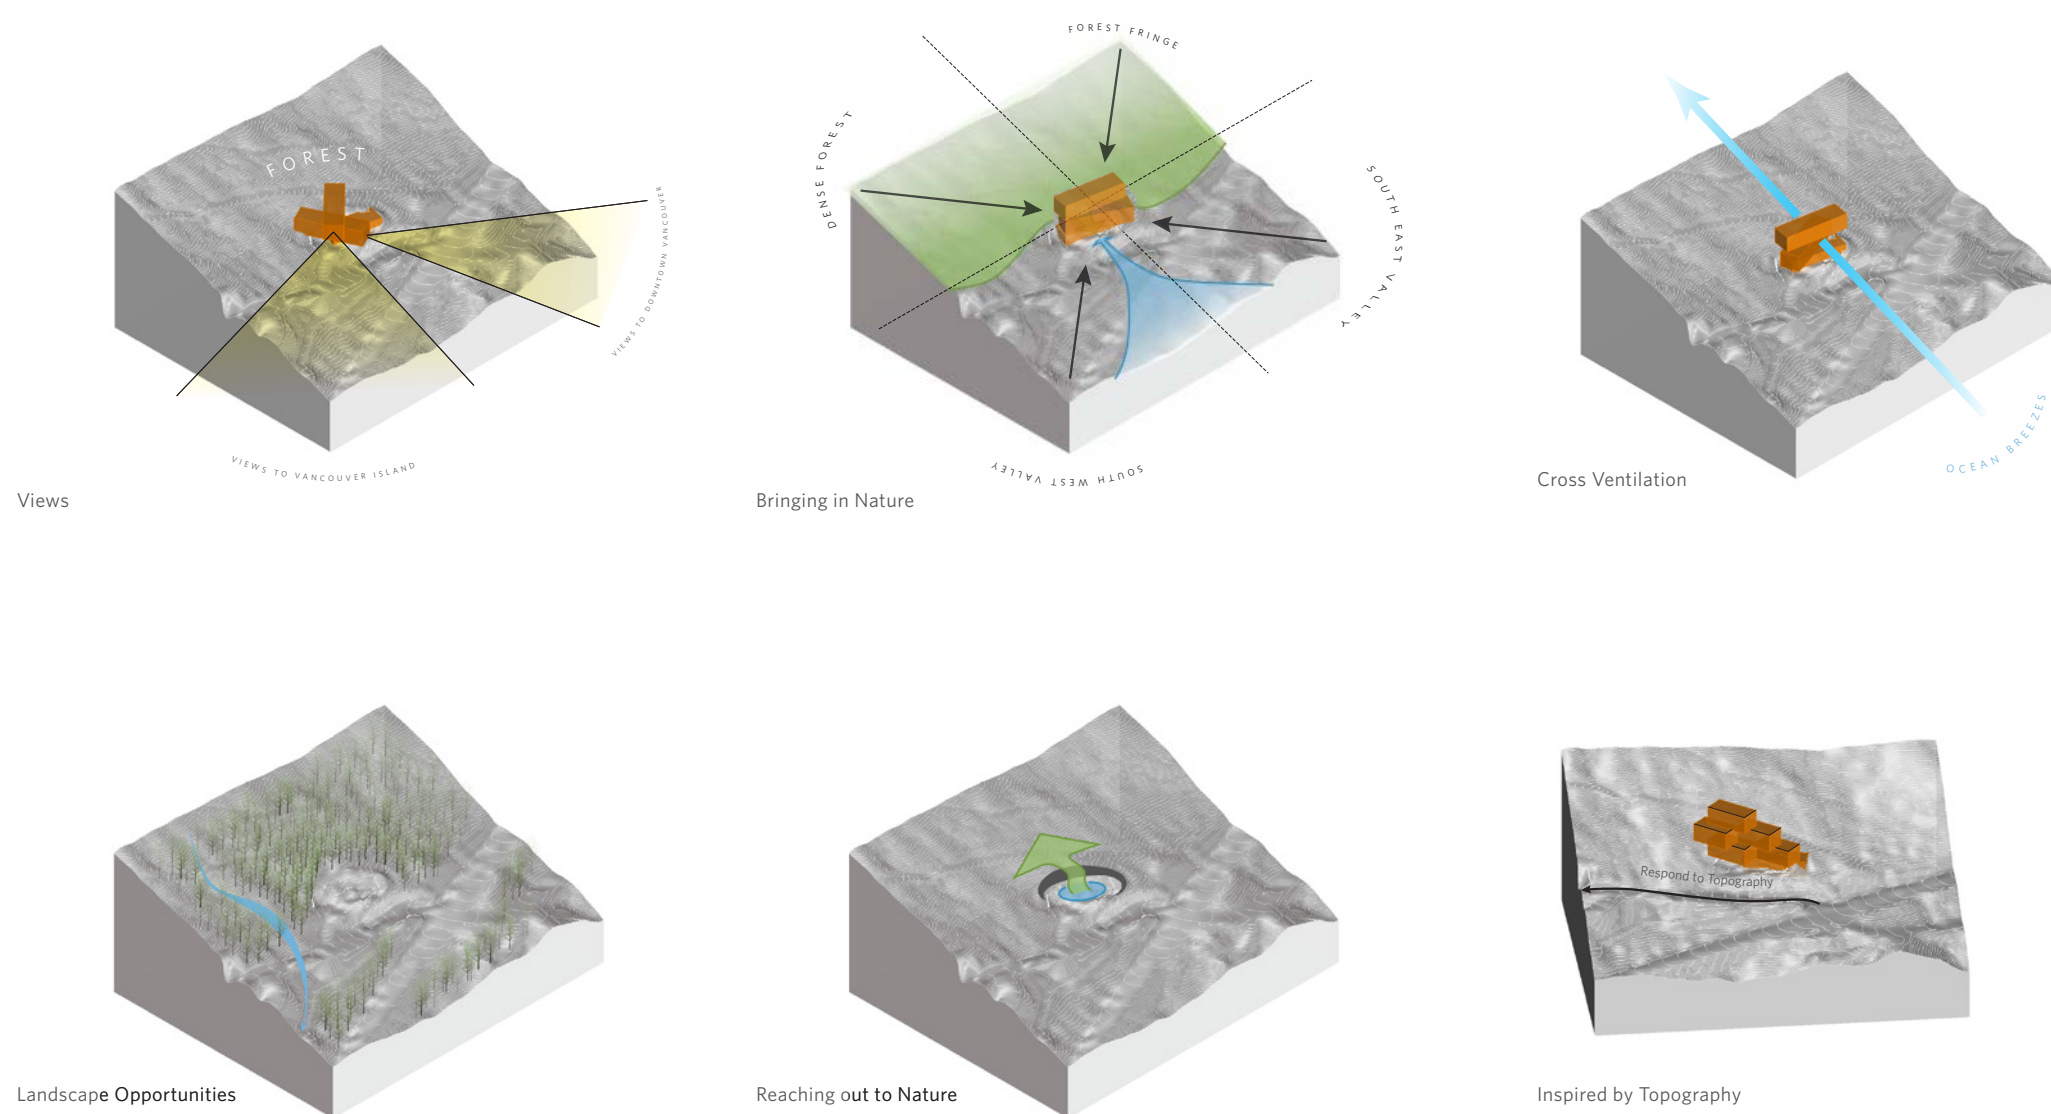 FOREST
VIEWS TO DOWNTOWN VANCOUVER
VIEWS TO VANCOUVER ISLAND
Views
FOREST FRINGE
DENSE FOREST
SOUTH EAST VALLEY
SOUTH WEST VALLEY
Bringing in Nature
OCEAN BREEZES
Cross Ventilation
Landscape Opportunities
Reaching out to Nature
Respond to Topography
Inspired by Topography